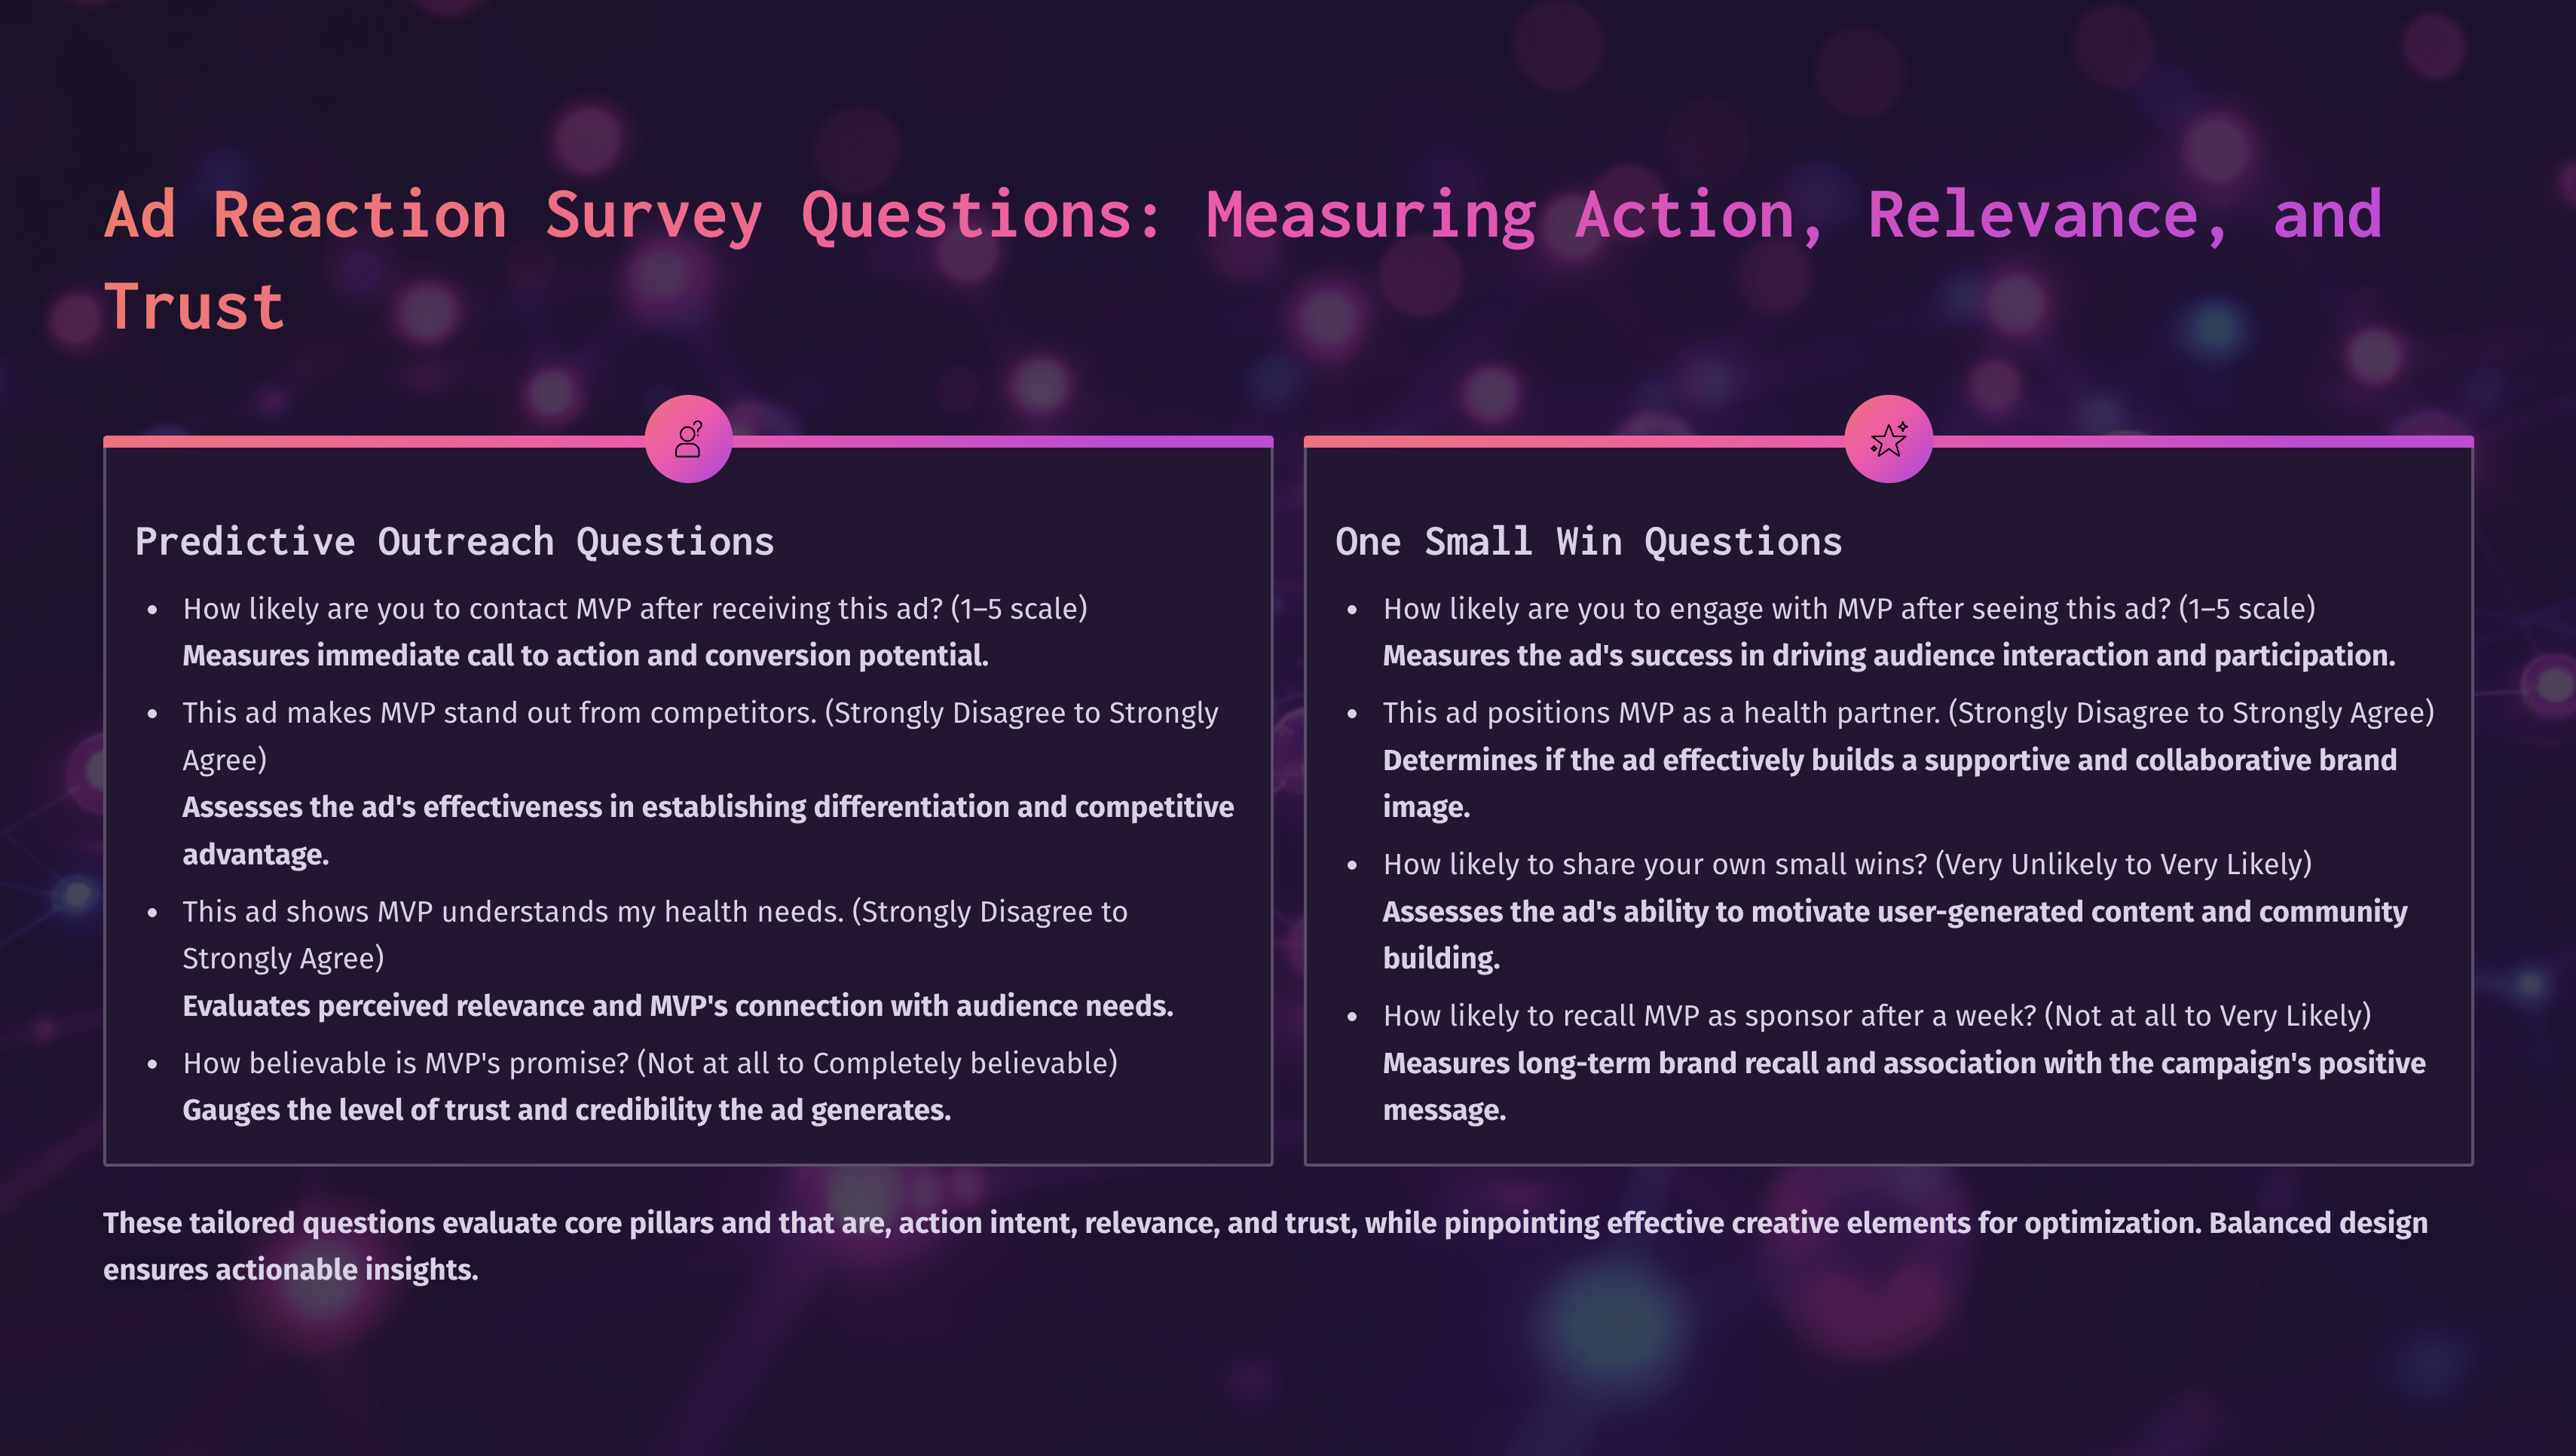 Ad Reaction Survey Questions: Measuring Action, Relevance, and
Trust
Predictive Outreach Questions
• How likely are you to contact MVP after receiving this ad? (1–5 scale)
Measures immediate call to action and conversion potential.
• This ad makes MVP stand out from competitors. (Strongly Disagree to Strongly
Agree)
Assesses the ad's effectiveness in establishing differentiation and competitive
advantage.
• This ad shows MVP understands my health needs. (Strongly Disagree to
Strongly Agree)
Evaluates perceived relevance and MVP's connection with audience needs.
• How believable is MVP's promise? (Not at all to Completely believable)
Gauges the level of trust and credibility the ad generates.
One Small Win Questions
• How likely are you to engage with MVP after seeing this ad? (1–5 scale)
Measures the ad's success in driving audience interaction and participation.
• This ad positions MVP as a health partner. (Strongly Disagree to Strongly Agree)
Determines if the ad effectively builds a supportive and collaborative brand
image.
• How likely to share your own small wins? (Very Unlikely to Very Likely)
Assesses the ad's ability to motivate user-generated content and community
building.
• How likely to recall MVP as sponsor after a week? (Not at all to Very Likely)
Measures long-term brand recall and association with the campaign's positive
message.
These tailored questions evaluate core pillars and that are, action intent, relevance, and trust, while pinpointing effective creative elements for optimization. Balanced design
ensures actionable insights.